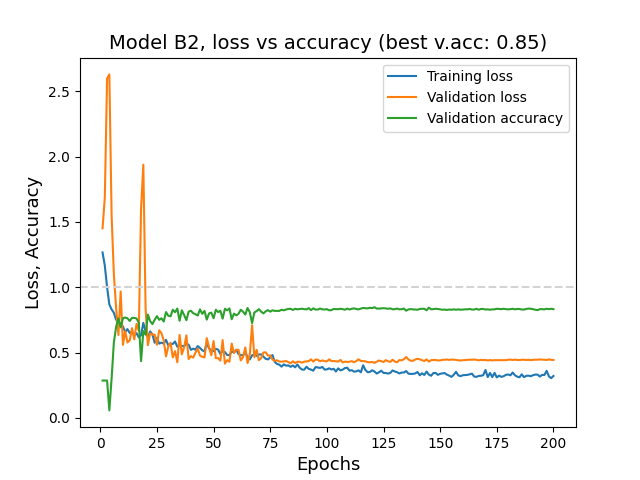 Model B2, loss vs accuracy (best v.acc: 0.85)
Training loss
Validation loss
Validation accuracy
2.5
2.0
1.5
1.0
0.5
0.0
Loss, Accuracy
0 25 50 75 100 125 150 175 200
Epochs